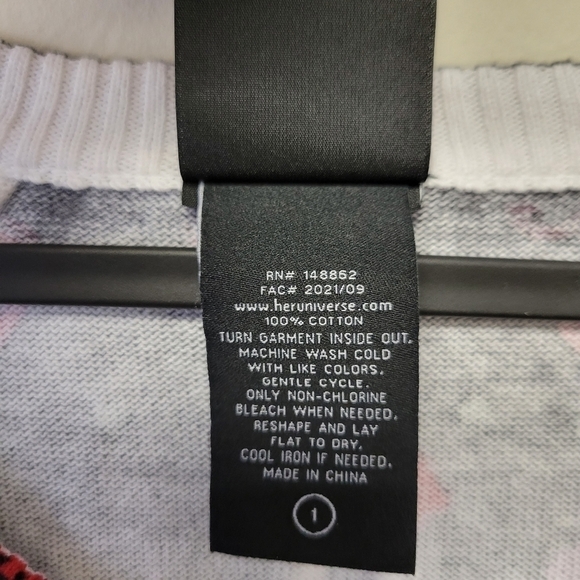 RN# 148862
FAC# 2021/09
www.heruniverse.com
100% COTTON
TURN GARMENT INSIDE OUT.
MACHINE WASH COLD
WITH LIKE COLORS.
GENTLE CYCLE.
ONLY NON-CHLORINE
BLEACH WHEN NEEDED.
RESHAPE AND LAY
FLAT TO DRY.
COOL IRON IF NEEDED.
MADE IN CHINA
1